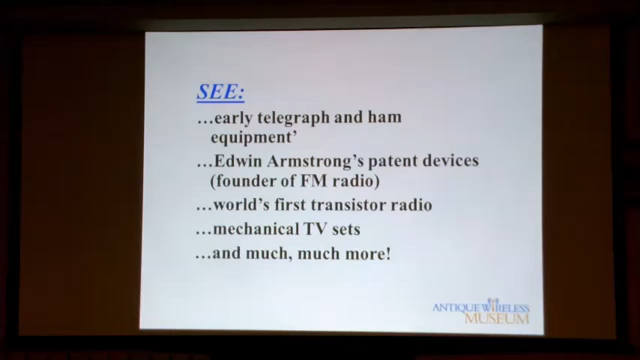 SEE:
...early telegraph and ham
equipment'
...Edwin Armstrong's patent devices
(founder of FM radio)
...world's first transistor radio
...mechanical TV sets
...and much, much more!
ANTIQUE WIRELESS
MUSEUM